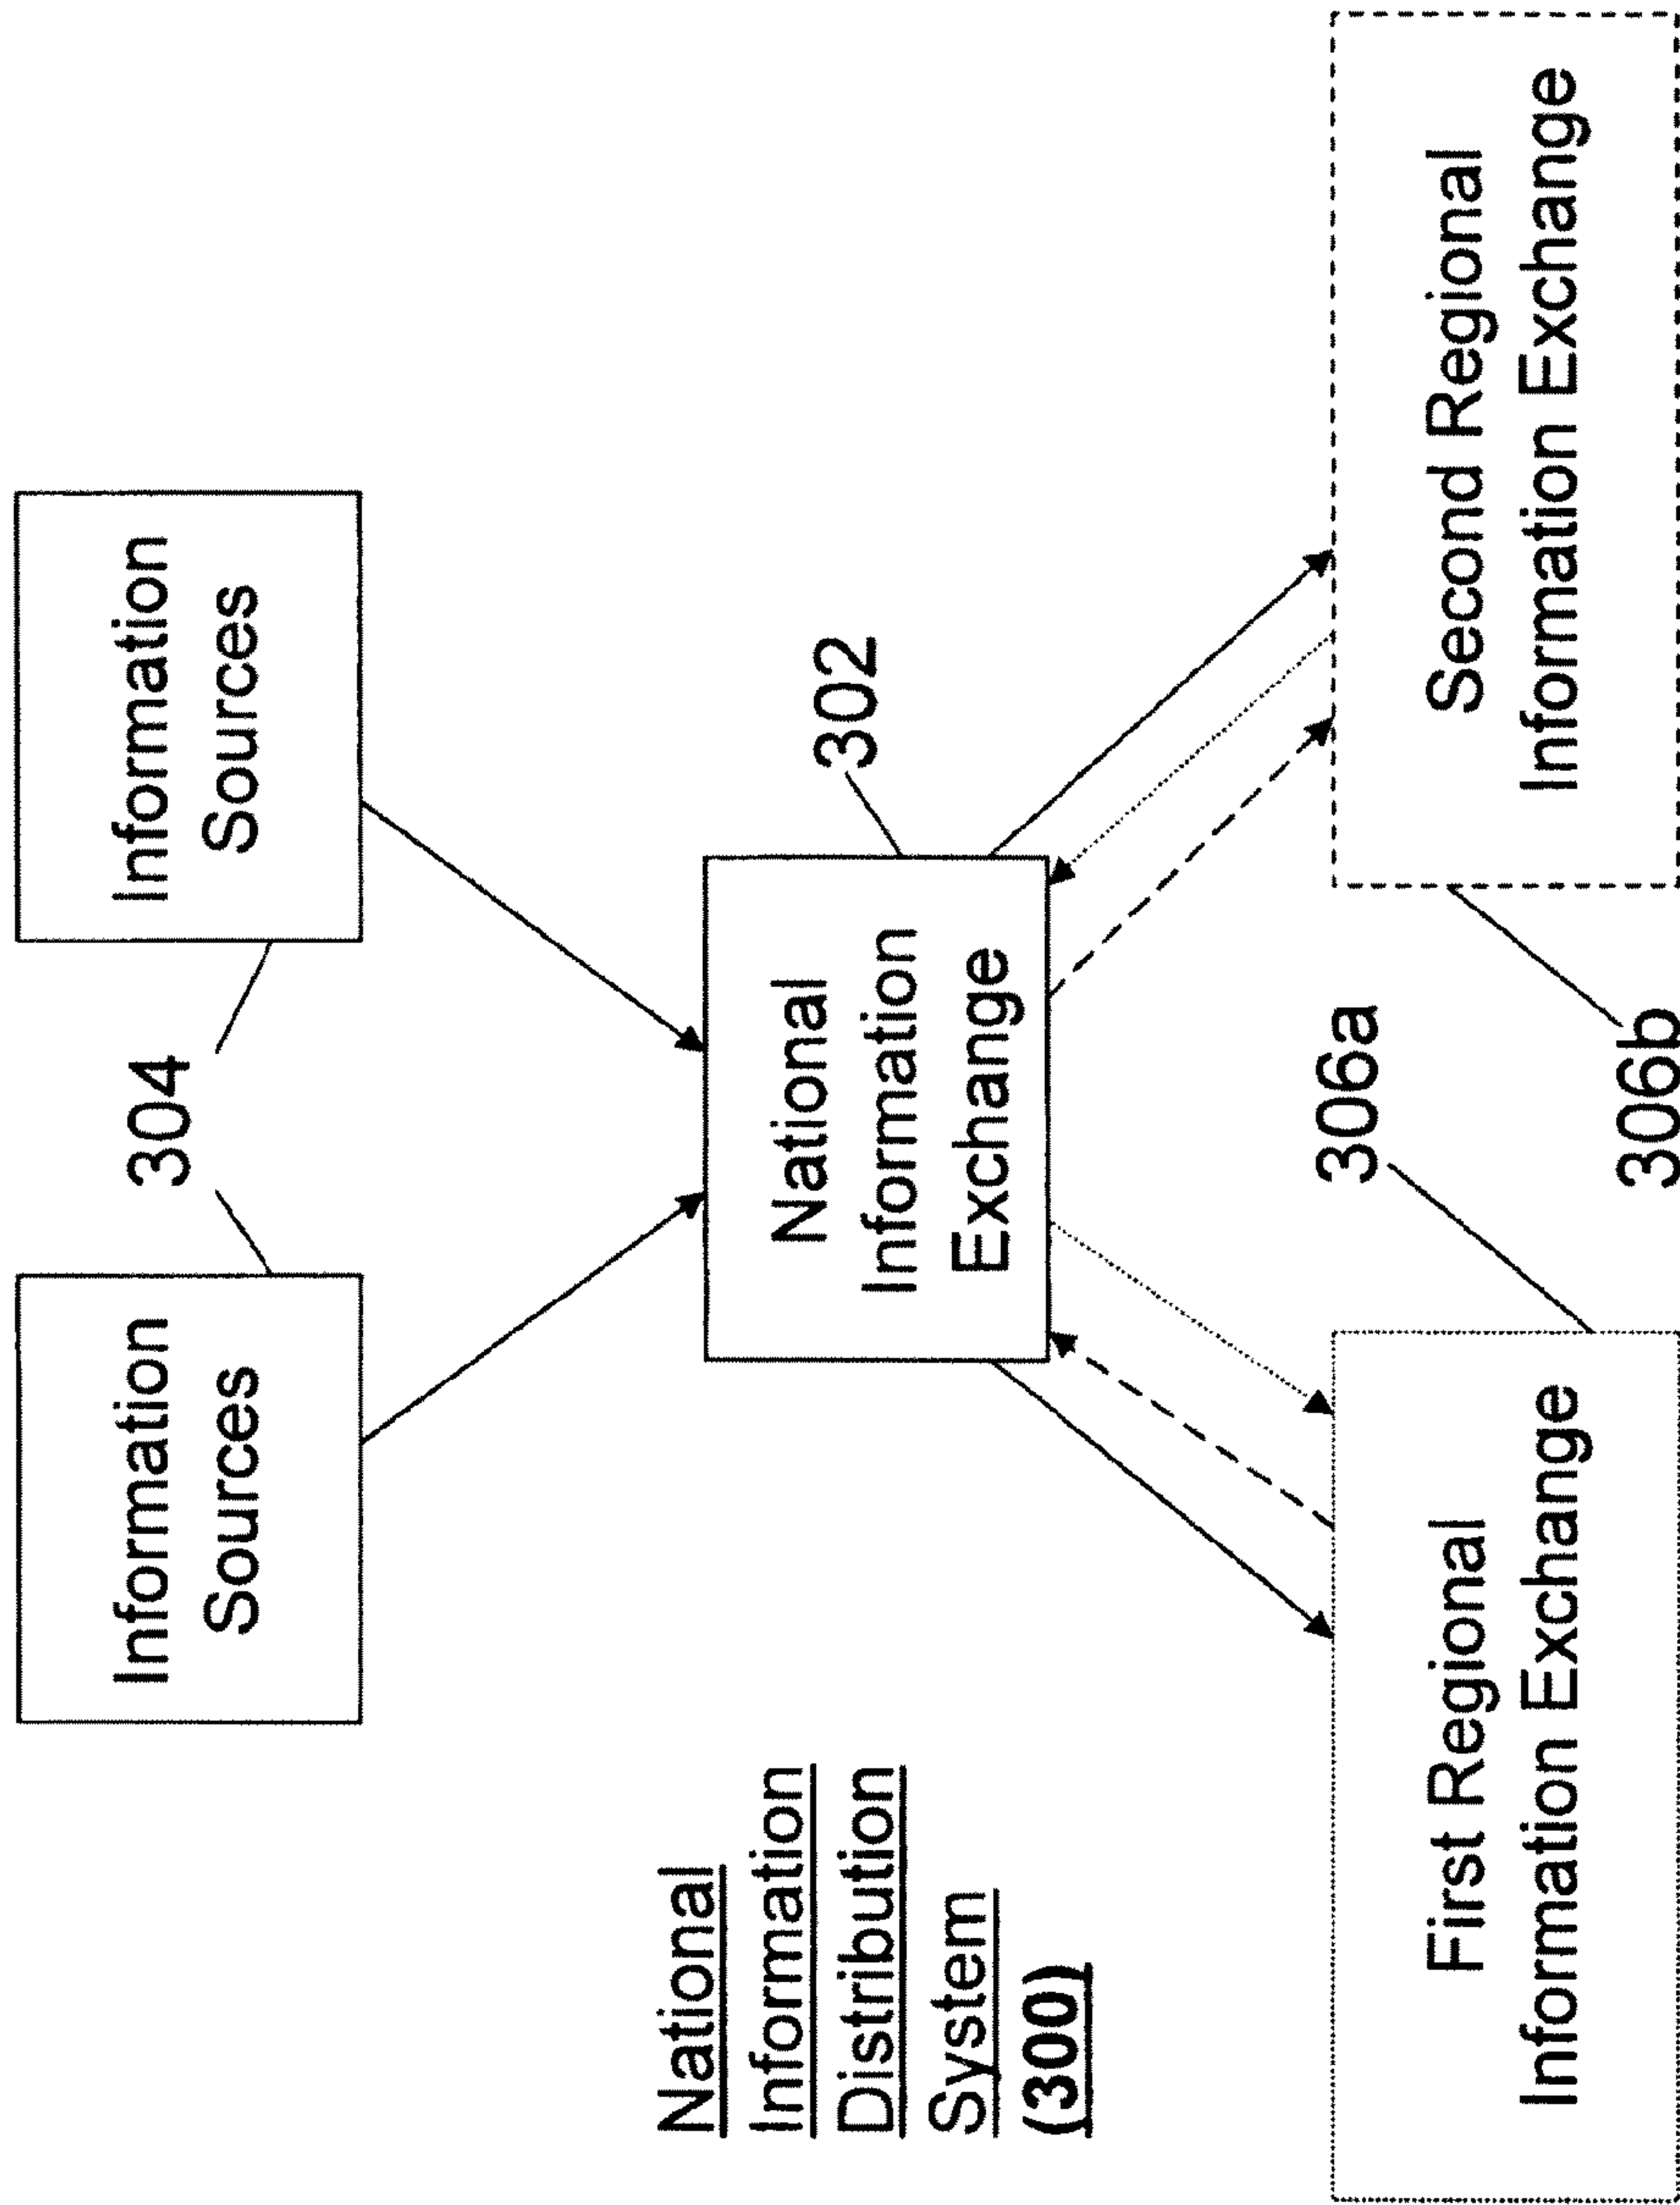 304
Information
Sources
Information
Sources
National
Information
Distribution
System
(300)
National
Information
Exchange
302
306a
First Regional
Information Exchange
Second Regional
Information Exchange
306b